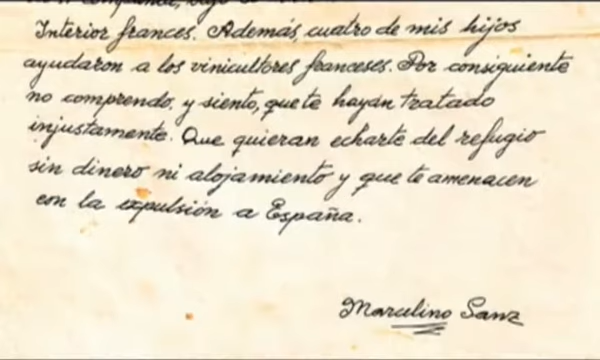 Interior frances. Además, cuatro de mis hijos
ayudaron a los vinicultores franceses. Por consiguiente
no comprendo, y siento, que te hayan tratado
injustamente. Que quieran echarte del refugio
sin dinero ni alojamiento y que te amenacen
con la expulsión a España.
Marcelino Sanz